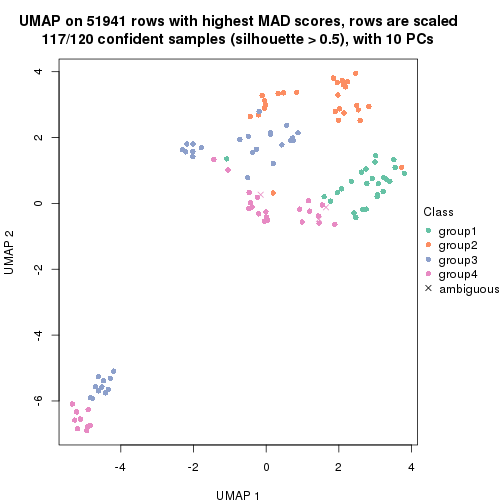 UMAP on 51941 rows with highest MAD scores, rows are scaled
117/120 confident samples (silhouette > 0.5), with 10 PCs
4
2
0
-2
-4
-6
UMAP 2
-4
-2
0
2
4
UMAP 1
Class
group1
group2
group3
group4
ambiguous